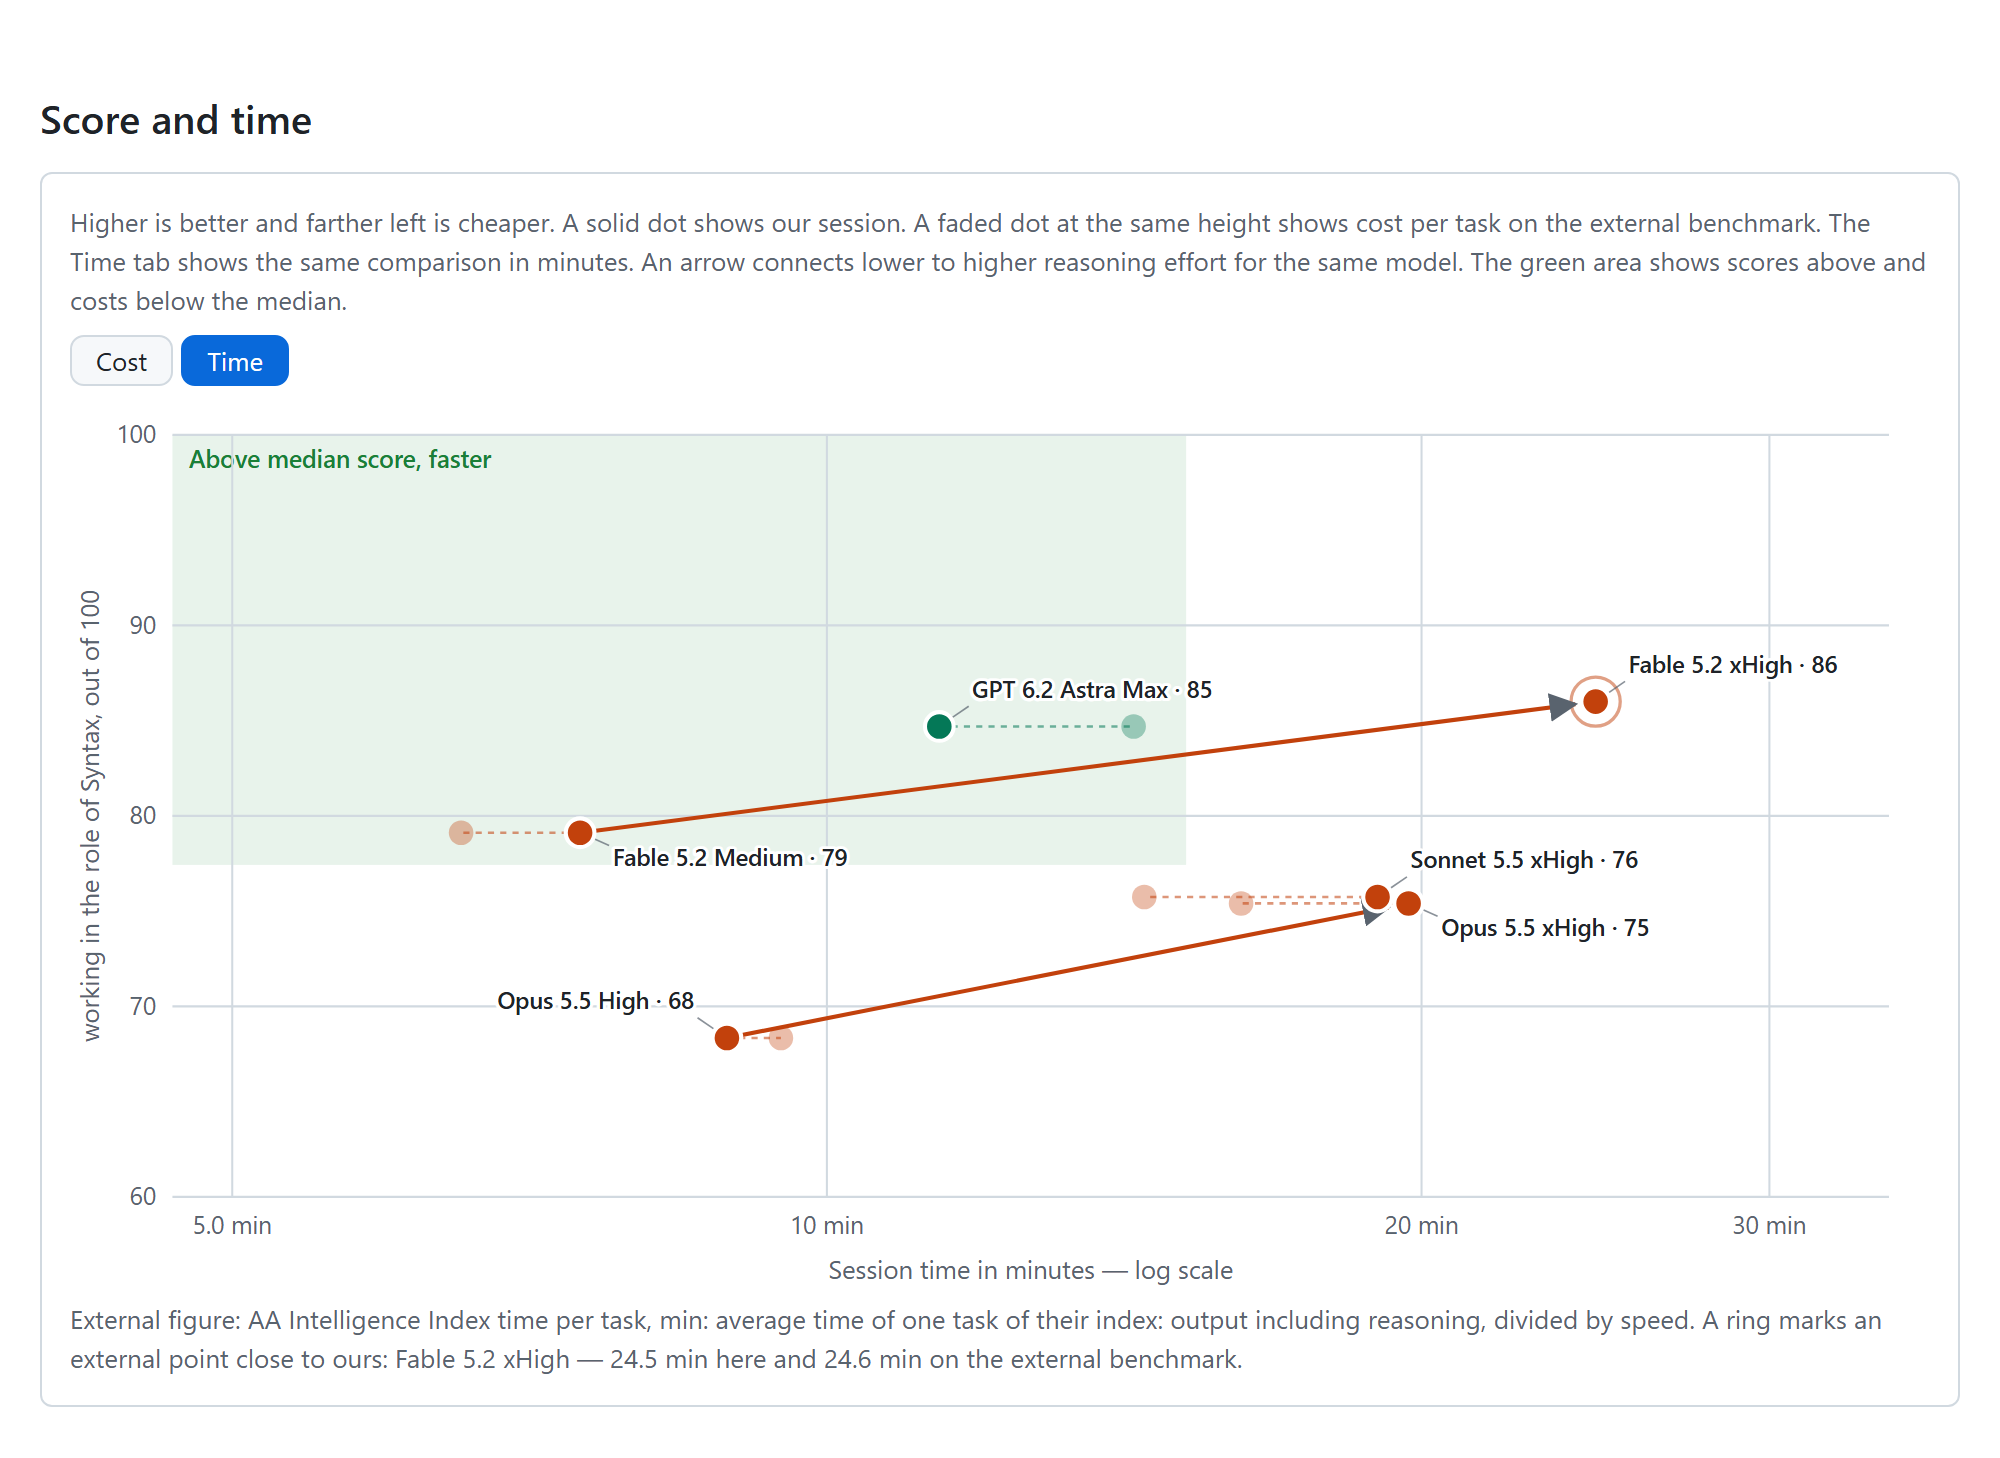 Score and time
Higher is better and farther left is cheaper. A solid dot shows our session. A faded dot at the same height shows cost per task on the external benchmark. The
Time tab shows the same comparison in minutes. An arrow connects lower to higher reasoning effort for the same model. The green area shows scores above and
costs below the median.
Cost
Time
100
Above median score, faster
90
80
70
60
working in the role of Syntax, out of 100
Fable 5.2 xHigh · 86
GPT 6.2 Astra Max · 85
Fable 5.2 Medium · 79
Sonnet 5.5 xHigh · 76
Opus 5.5 xHigh · 75
Opus 5.5 High · 68
5.0 min
10 min
20 min
30 min
Session time in minutes — log scale
External figure: AA Intelligence Index time per task, min: average time of one task of their index: output including reasoning, divided by speed. A ring marks an
external point close to ours: Fable 5.2 xHigh — 24.5 min here and 24.6 min on the external benchmark.